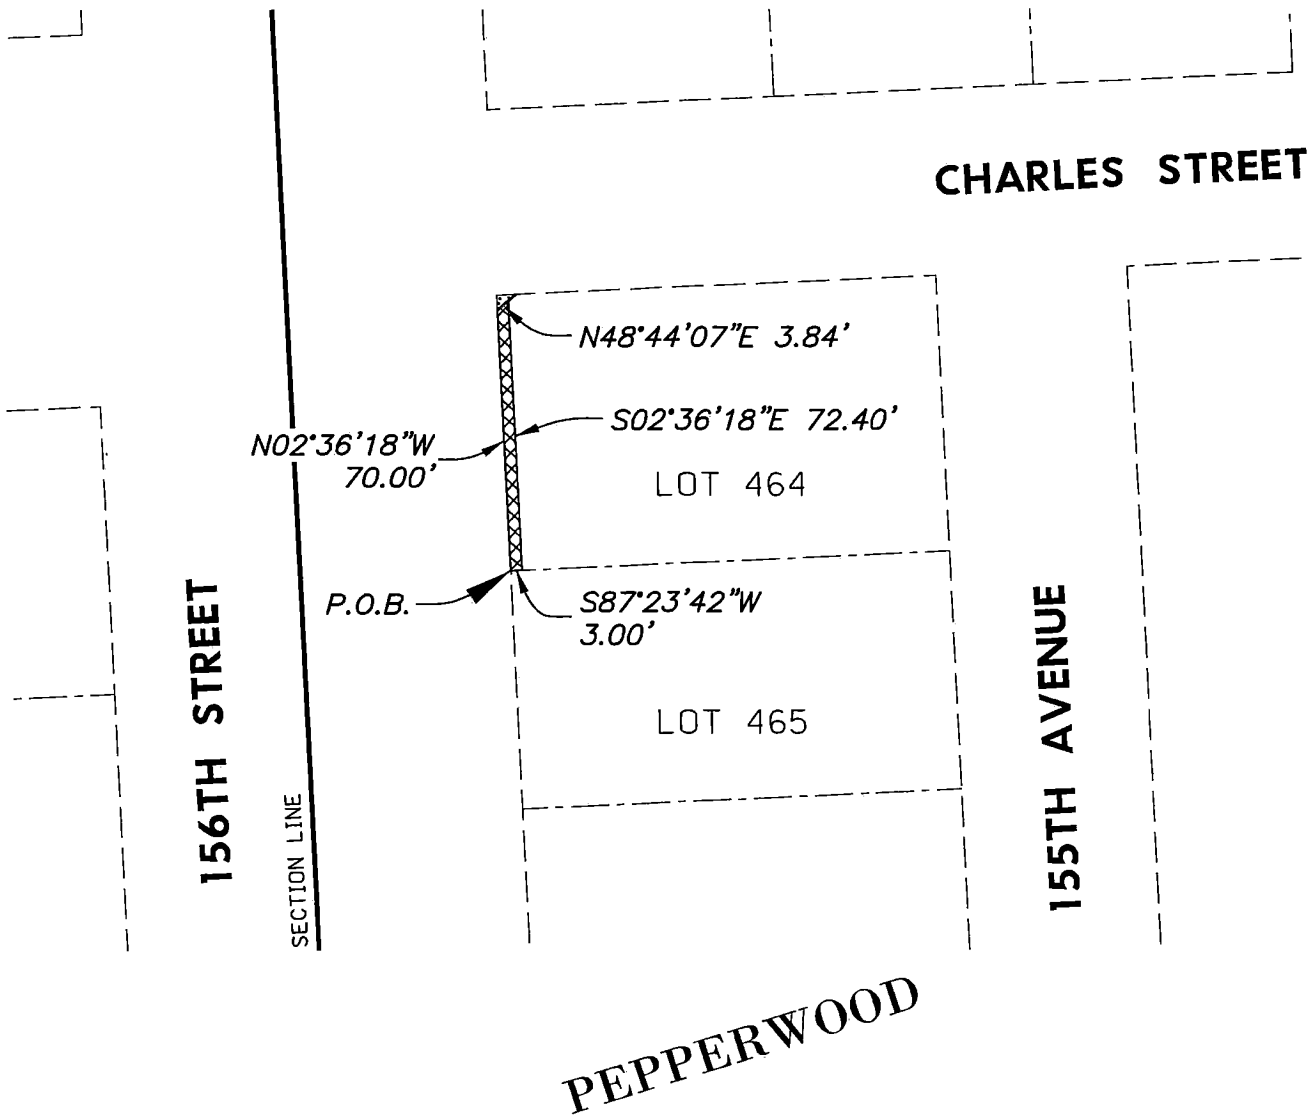 CHARLES STREET
N48°44'07"E 3.84'
S02°36'18"E 72.40'
N02°36'18"W
70.00'
LOT 464
P.O.B.
S87°23'42"W
3.00'
156TH STREET
LOT 465
155TH AVENUE
SECTION LINE
PEPPERWOOD